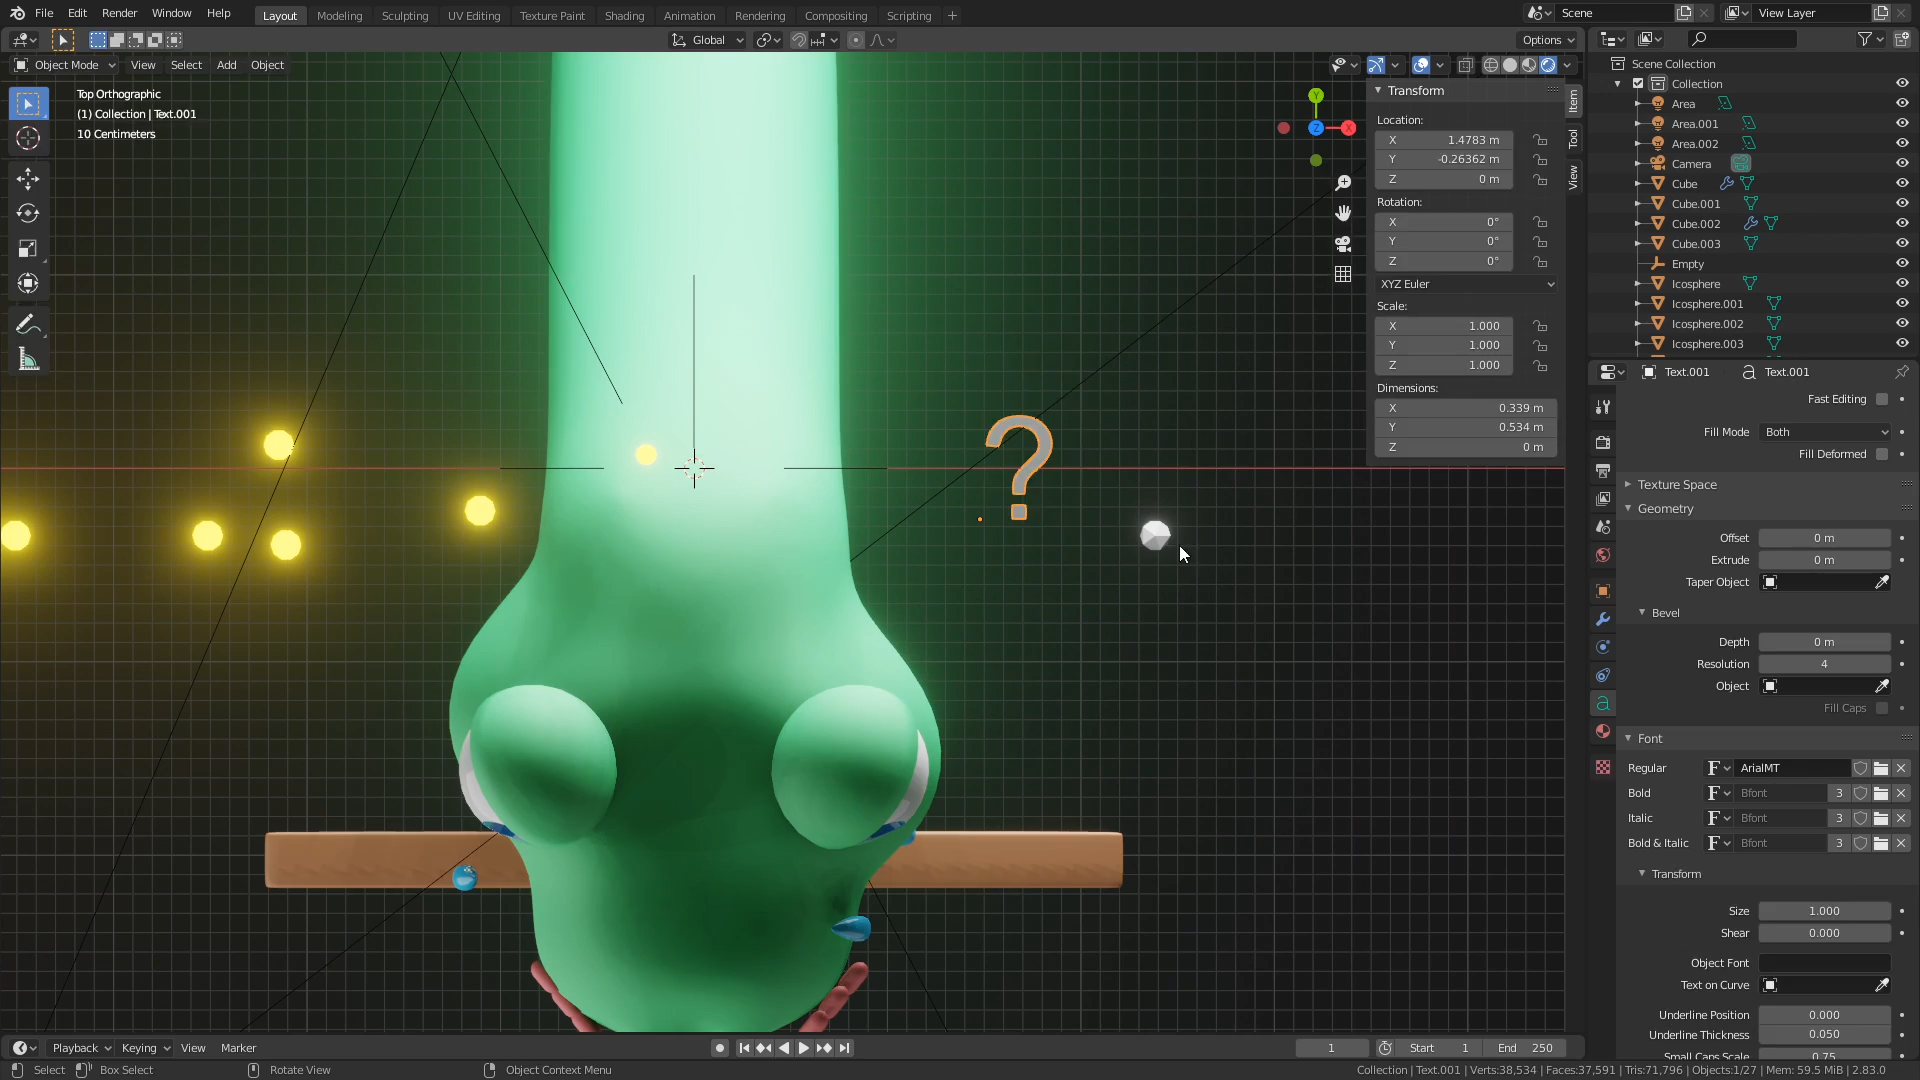 File Edit Render Window Help Layout Modeling Sculpting UV Editing Texture Paint Shading Animation Rendering Compositing Scripting + Scene View Layer
Global Options
Object Mode View Select Add Object
Top Orthographic
(1) Collection | Text.001
10 Centimeters
?
Y
Z
X
Transform
Location:
X 1.4783 m
Y -0.26362 m
Z 0 m
Rotation:
X 0°
Y 0°
Z 0°
XYZ Euler
Scale:
X 1.000
Y 1.000
Z 1.000
Dimensions:
X 0.339 m
Y 0.534 m
Z 0 m
Item
Tool
View
Scene Collection
Collection
Area
Area.001
Area.002
Camera
Cube
Cube.001
Cube.002
Cube.003
Empty
Icosphere
Icosphere.001
Icosphere.002
Icosphere.003
Text.001 Text.001
Fast Editing
Fill Mode Both
Fill Deformed
Texture Space
Geometry
Offset 0 m
Extrude 0 m
Taper Object
Bevel
Depth 0 m
Resolution 4
Object
Fill Caps
Font
Regular F ArialMT
Bold F Bfont 3
Italic F Bfont 3
Bold & Italic F Bfont 3
Transform
Size 1.000
Shear 0.000
Object Font
Text on Curve
Underline Position 0.000
Underline Thickness 0.050
Small Caps Scale 0.75
Playback Keying View Marker 1 Start 1 End 250
Select Box Select Rotate View Object Context Menu Collection | Text.001 | Verts:38,534 | Faces:37,591 | Tris:71,796 | Objects:1/27 | Mem: 59.5 MiB | 2.83.0